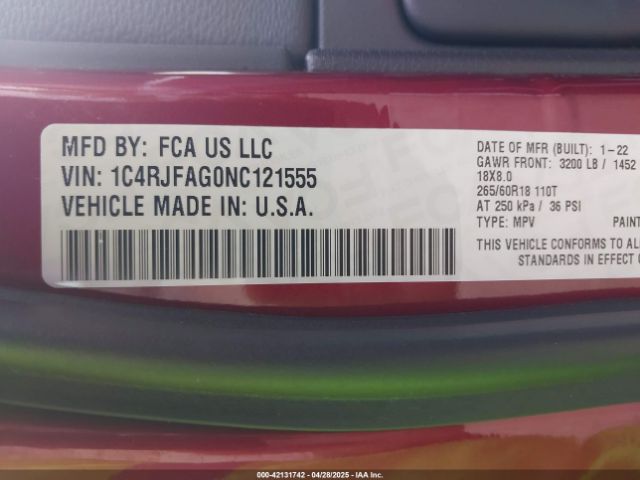 MFD BY: FCA US LLC
VIN: 1C4RJFAG0NC121555
VEHICLE MADE IN: U.S.A.
DATE OF MFR (BUILT): 1-22
GAWR FRONT: 3200 LB / 1452
18X8.0
265/60R18 110T
AT 250 kPa / 36 PSI
TYPE: MPV PAINT
THIS VEHICLE CONFORMS TO ALL
STANDARDS IN EFFECT
000-42131742 / 04/28/2025 - IAA Inc.